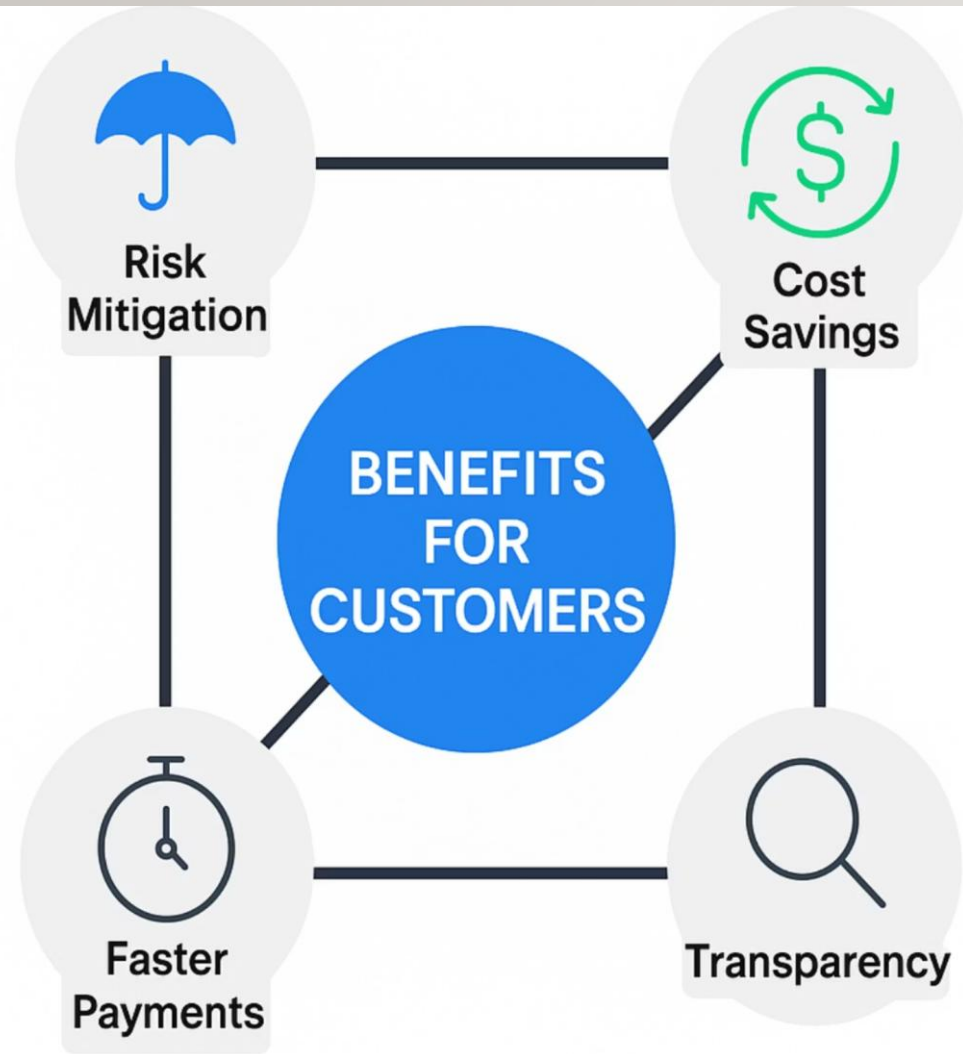 Risk
Mitigation
Cost
Savings
BENEFITS
FOR
CUSTOMERS
Faster
Payments
Transparency